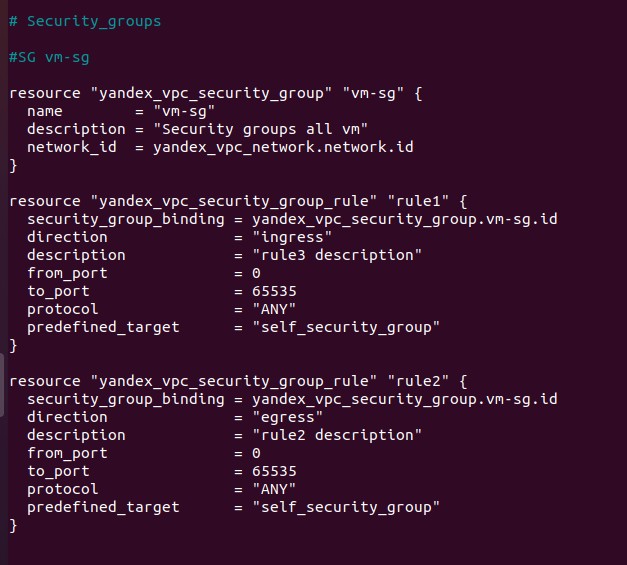 # Security_groups
#SG vm-sg
resource "yandex_vpc_security_group" "vm-sg" {
  name        = "vm-sg"
  description = "Security groups all vm"
  network_id  = yandex_vpc_network.network.id
}
resource "yandex_vpc_security_group_rule" "rule1" {
  security_group_binding = yandex_vpc_security_group.vm-sg.id
  direction              = "ingress"
  description            = "rule3 description"
  from_port              = 0
  to_port                = 65535
  protocol               = "ANY"
  predefined_target      = "self_security_group"
}
resource "yandex_vpc_security_group_rule" "rule2" {
  security_group_binding = yandex_vpc_security_group.vm-sg.id
  direction              = "egress"
  description            = "rule2 description"
  from_port              = 0
  to_port                = 65535
  protocol               = "ANY"
  predefined_target      = "self_security_group"
}